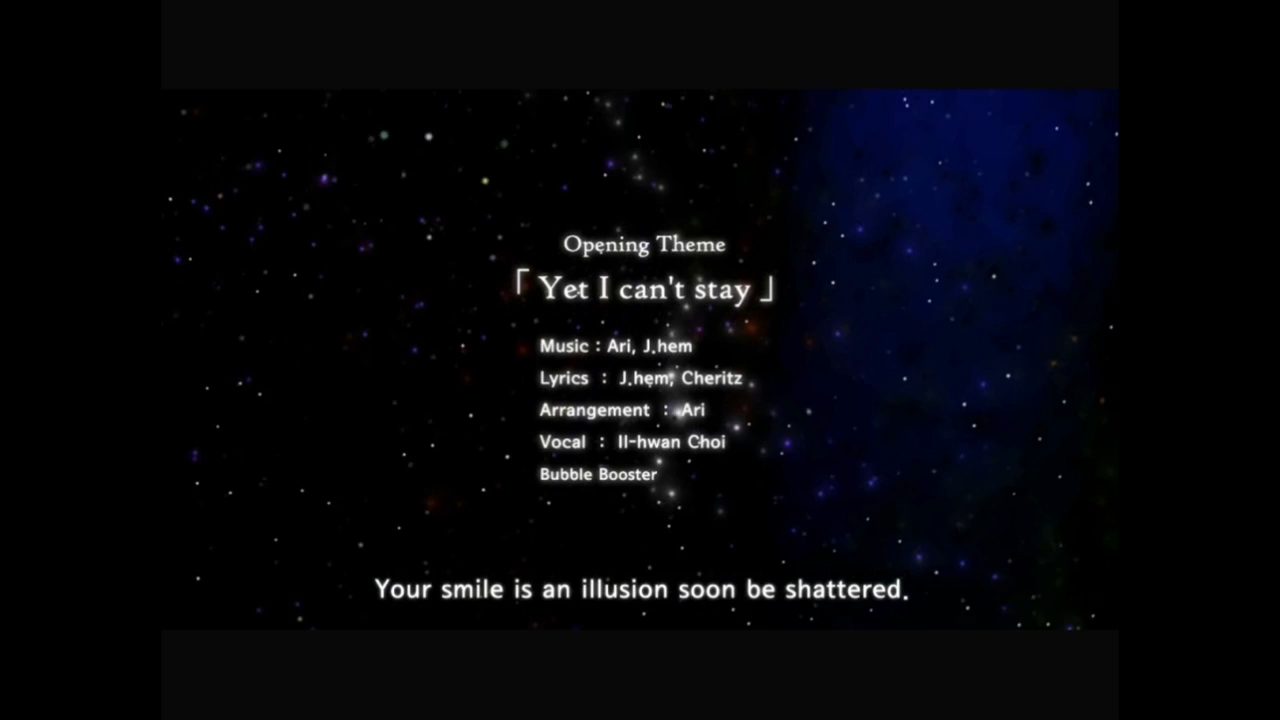 Opening Theme
「 Yet I can't stay 」
Music : Ari, J.hem
Lyrics : J.hem, Cheritz
Arrangement : Ari
Vocal : Il-hwan Choi
Bubble Booster
Your smile is an illusion soon be shattered.